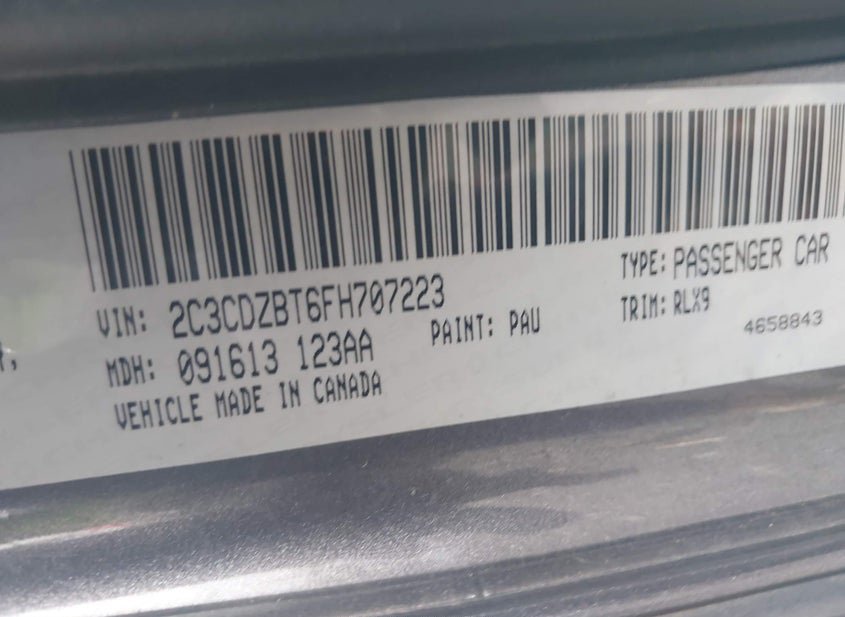 VIN: 2C3CDZBT6FH707223
TYPE: PASSENGER CAR
MDH: 091613 123AA
PAINT: PAU
TRIM: RLX9
VEHICLE MADE IN CANADA
4658843